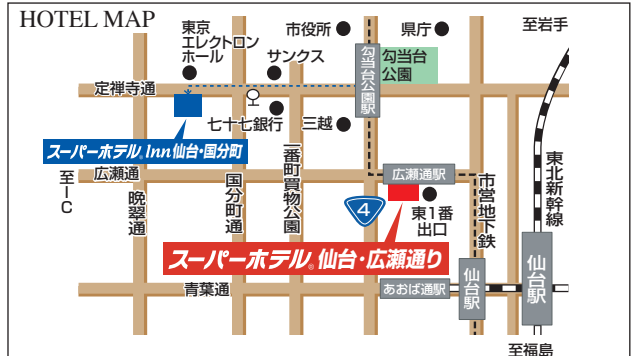 HOTEL MAP
東京
エレクトロン
ホール
サンクス
市役所
県庁
至岩手
勾当台
公園
勾当台公園駅
定禅寺通
七十七銀行
三越
スーパーホテル® Inn 仙台・国分町
広瀬通
至IC
晩翠通
国分町通
一番町買物公園
広瀬通駅
4
東1番
出口
市営地下鉄
東北新幹線
スーパーホテル® 仙台・広瀬通り
青葉通
あおば通駅
仙台駅
仙台駅
至福島